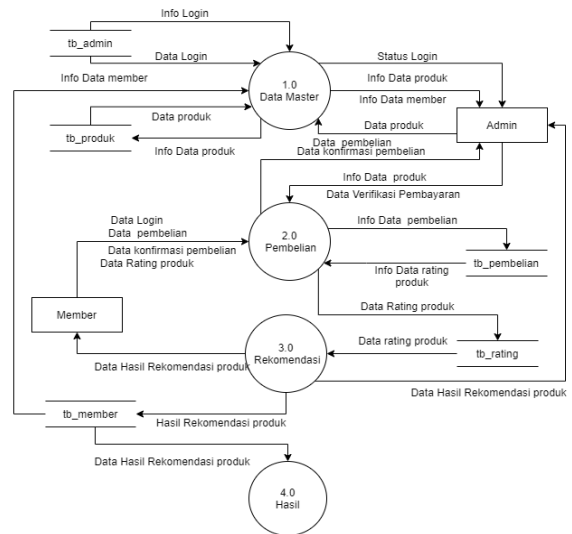 Info Login
tb_admin
Data Login
Status Login
Info Data member
1.0
Data Master
Info Data produk
Info Data member
Data produk
tb_produk
Info Data produk
Data produk
Admin
Data pembelian
Data konfirmasi pembelian
Info Data produk
Data Verifikasi Pembayaran
Data Login
Data pembelian
Data konfirmasi pembelian
Data Rating produk
2.0
Pembelian
Info Data pembelian
tb_pembelian
Info Data rating
produk
Member
Data Rating produk
3.0
Rekomendasi
Data rating produk
tb_rating
Data Hasil Rekomendasi produk
Data Hasil Rekomendasi produk
tb_member
Hasil Rekomendasi produk
Data Hasil Rekomendasi produk
4.0
Hasil